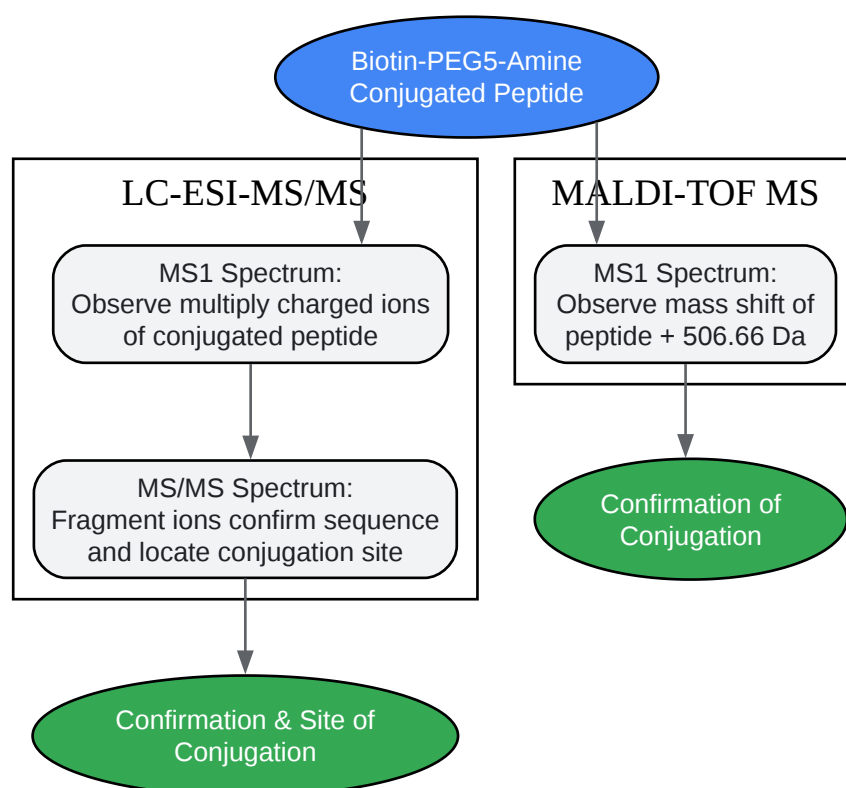 Biotin-PEG5-Amine
Conjugated Peptide
LC-ESI-MS/MS
MS1 Spectrum:
Observe multiply charged ions
of conjugated peptide
MS/MS Spectrum:
Fragment ions confirm sequence
and locate conjugation site
Confirmation & Site of
Conjugation
MALDI-TOF MS
MS1 Spectrum:
Observe mass shift of
peptide + 506.66 Da
Confirmation of
Conjugation